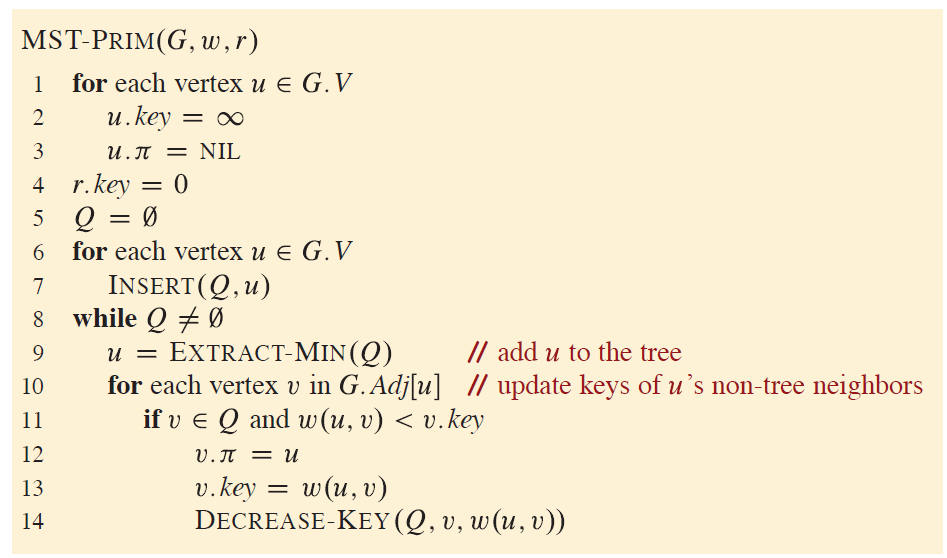 MST-PRIM(G, w, r)
1 for each vertex u ∈ G.V
2 u.key = ∞
3 u.π = NIL
4 r.key = 0
5 Q = ∅
6 for each vertex u ∈ G.V
7 INSERT(Q, u)
8 while Q ≠ ∅
9 u = EXTRACT-MIN(Q) // add u to the tree
10 for each vertex v in G.Adj[u] // update keys of u's non-tree neighbors
11 if v ∈ Q and w(u, v) < v.key
12 v.π = u
13 v.key = w(u, v)
14 DECREASE-KEY(Q, v, w(u, v))